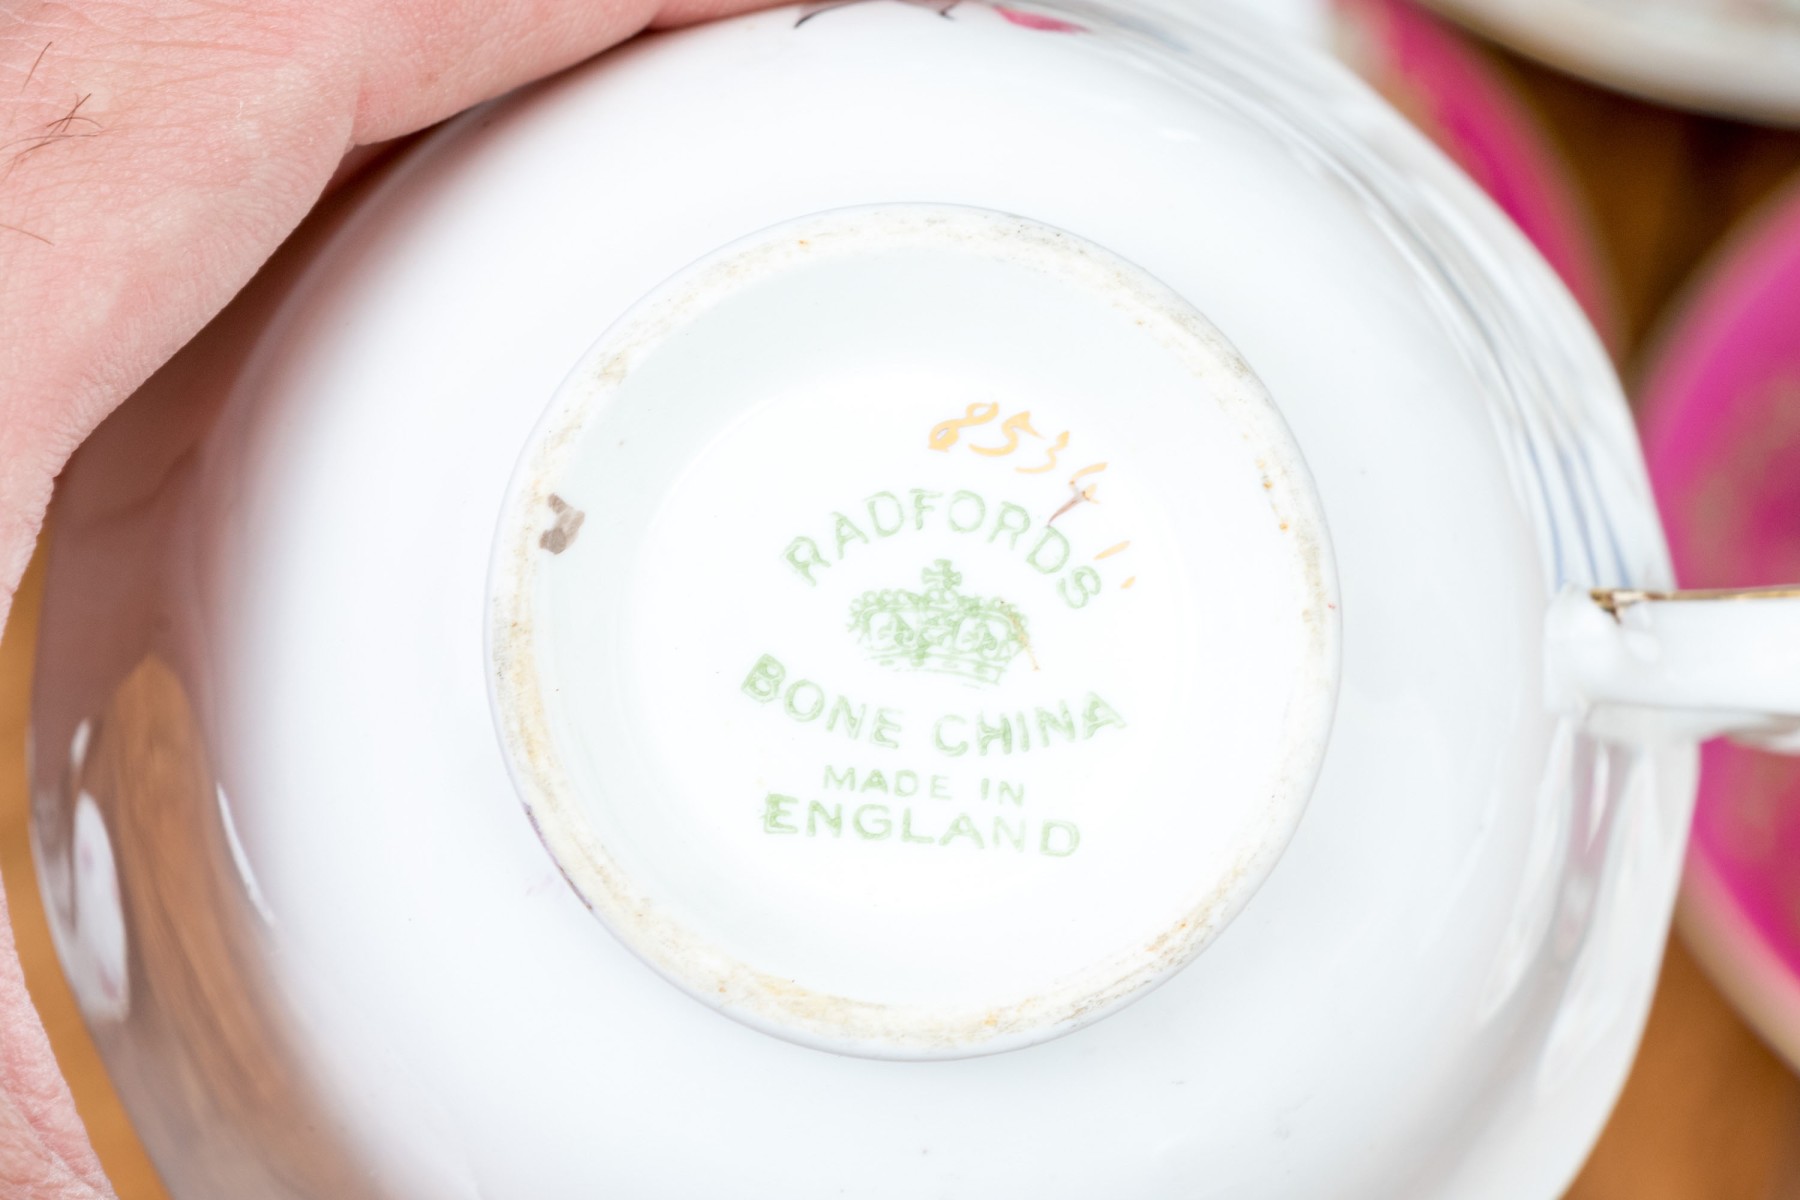 8534
RADFORDS
BONE CHINA
MADE IN
ENGLAND